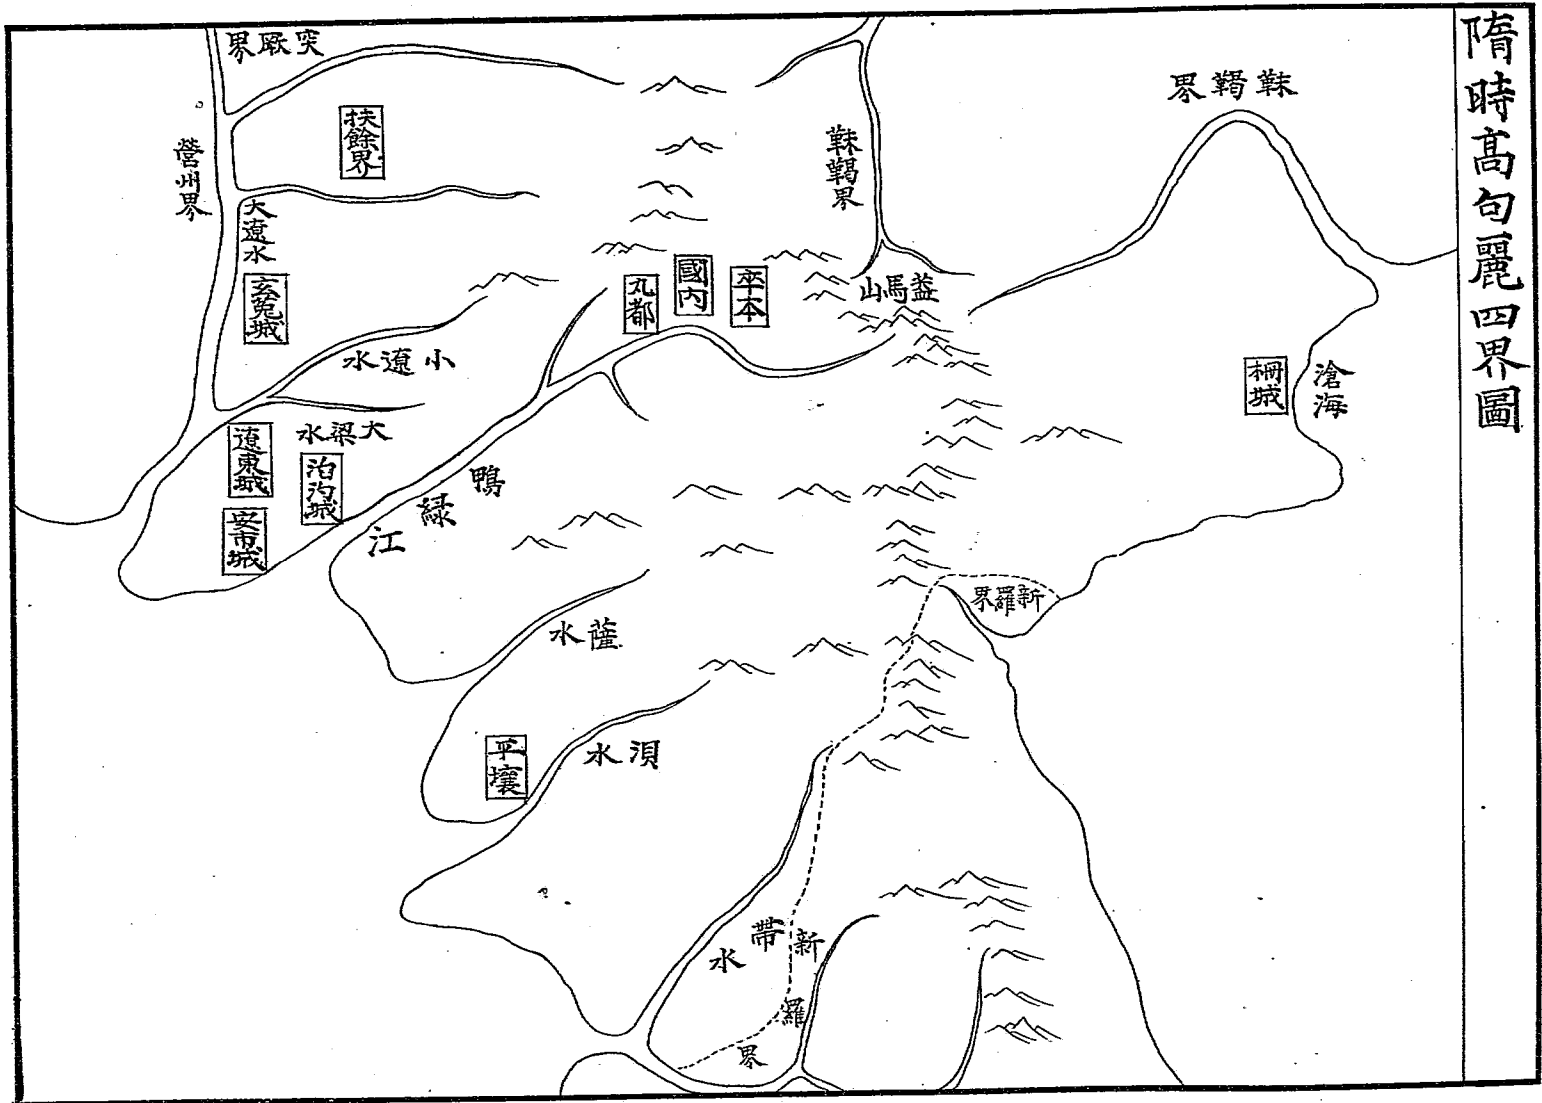 隋時高句麗四界圖
靺鞨界
滄海
柵城
新羅界
靺鞨界
蓋馬山
卒本
國內
丸都
突厥界
扶餘界
營州界
大遼水
玄菟城
小遼水
大梁水
遼東城
泊汋城
安市城
鴨綠江
薩水
浿水
平壤
帶水
新羅界